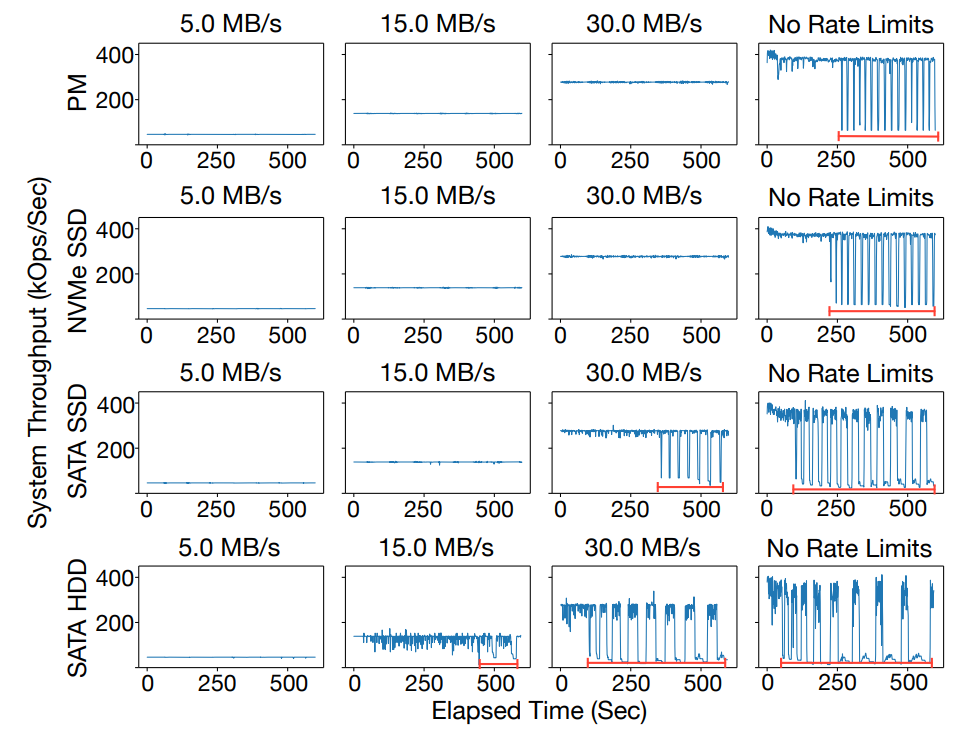 5.0 MB/s 15.0 MB/s 30.0 MB/s No Rate Limits
PM
400
200
0 250 500 0 250 500 0 250 500 0 250 500
5.0 MB/s 15.0 MB/s 30.0 MB/s No Rate Limits
NVMe SSD
400
200
0 250 500 0 250 500 0 250 500 0 250 500
System Throughput (kOps/Sec)
5.0 MB/s 15.0 MB/s 30.0 MB/s No Rate Limits
SATA SSD
400
200
0 250 500 0 250 500 0 250 500 0 250 500
5.0 MB/s 15.0 MB/s 30.0 MB/s No Rate Limits
SATA HDD
400
200
0 250 500 0 250 500 0 250 500 0 250 500
Elapsed Time (Sec)